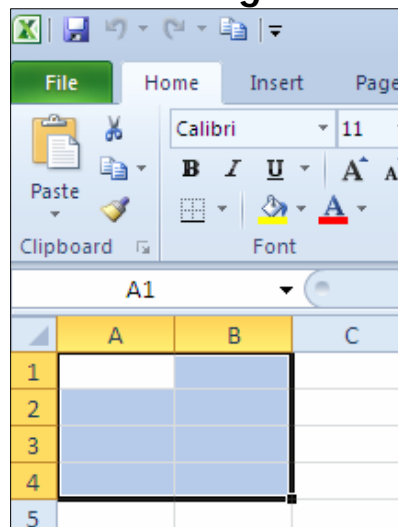 g
File Home Insert Page
Calibri 11
B I U A A
Paste
A
Clipboard Font
A1
A B C
1
2
3
4
5